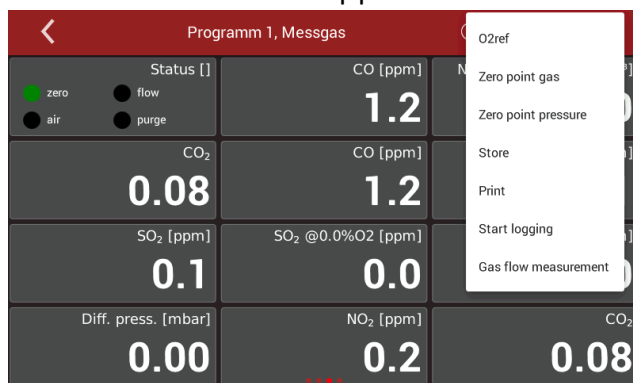 Programm 1, Messgas
O2ref
Zero point gas
Zero point pressure
Store
Print
Start logging
Gas flow measurement
Status []
zero flow
air purge
CO [ppm]
1.2
CO₂
0.08
CO [ppm]
1.2
SO₂ [ppm]
0.1
SO₂ @0.0%O2 [ppm]
0.0
Diff. press. [mbar]
0.00
NO₂ [ppm]
0.2
CO₂
0.08